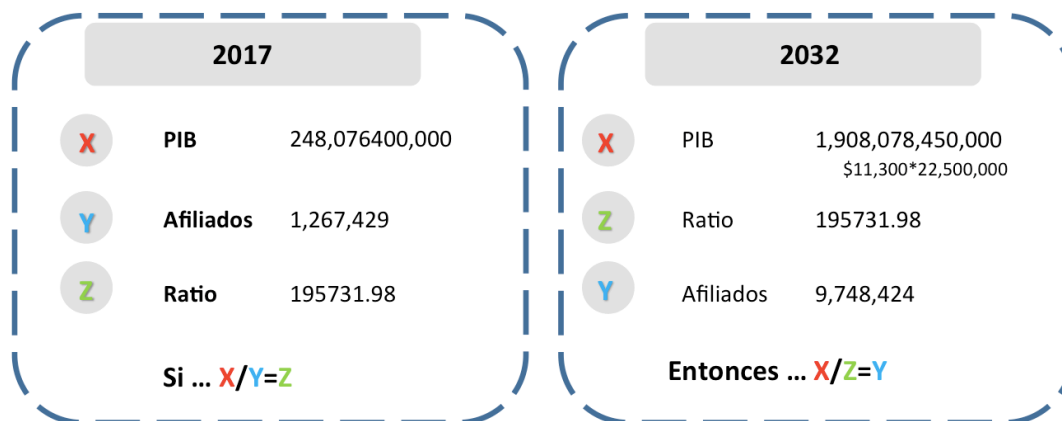 2017
X PIB 248,076400,000
Y Afiliados 1,267,429
Z Ratio 195731.98
Si ... X/Y=Z
2032
X PIB 1,908,078,450,000
$11,300*22,500,000
Z Ratio 195731.98
Y Afiliados 9,748,424
Entonces ... X/Z=Y